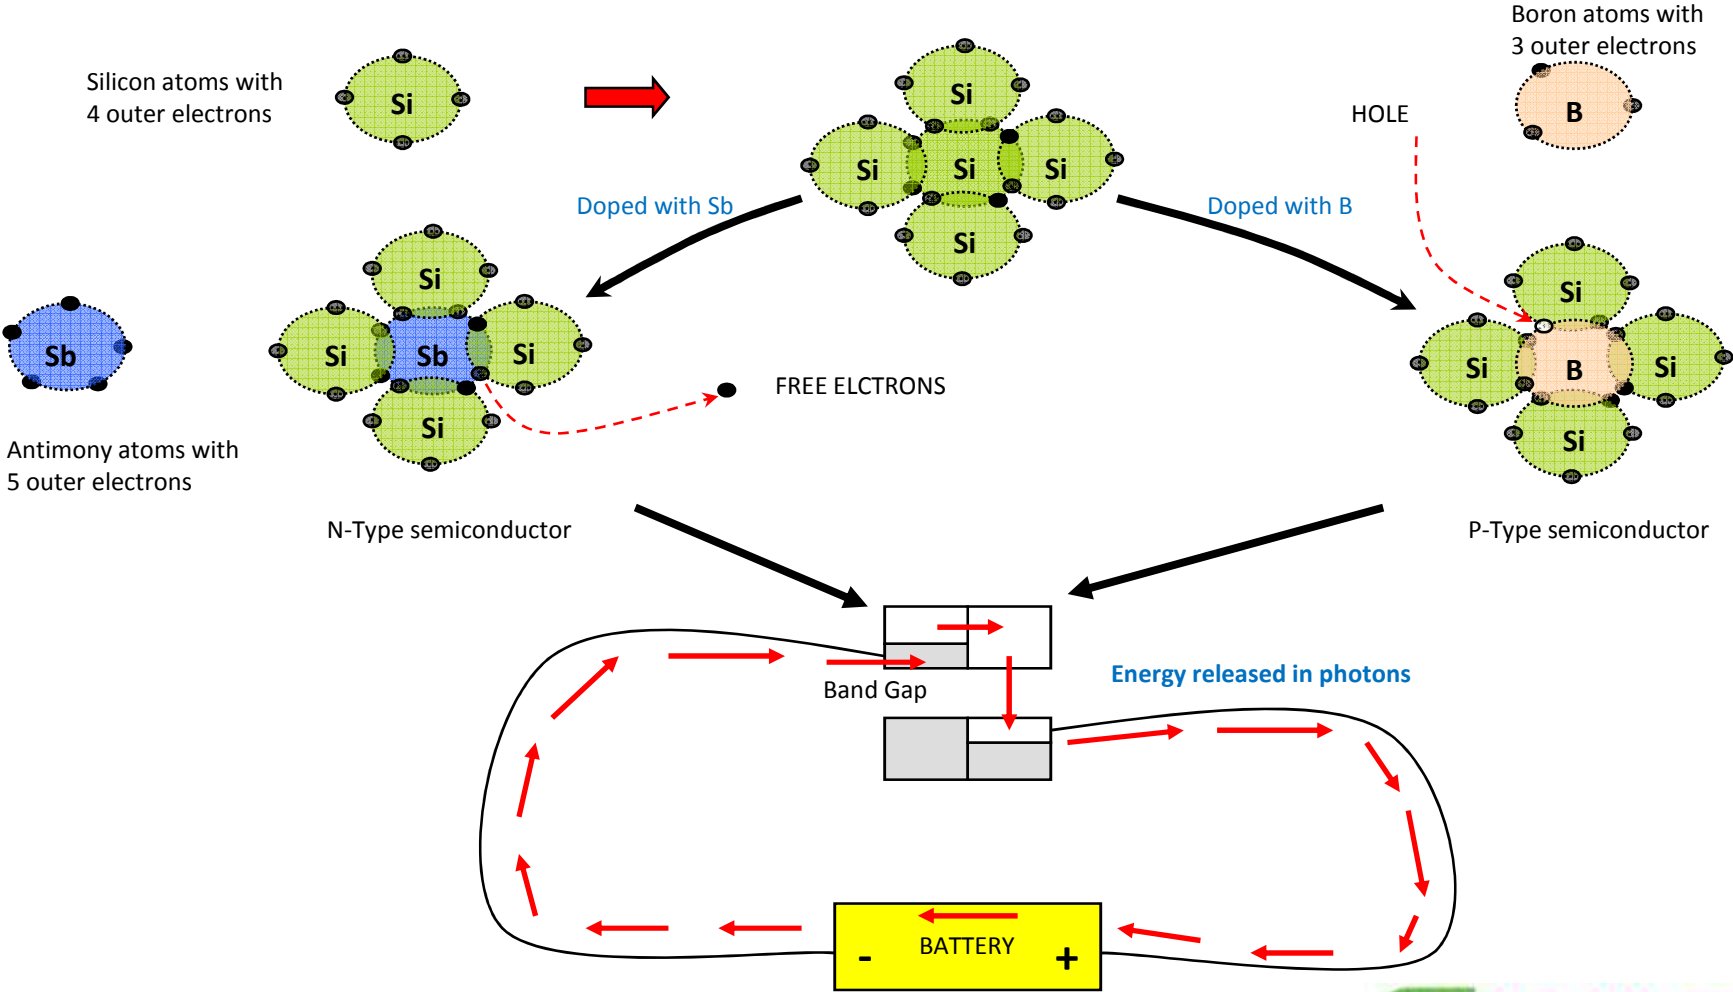 Boron atoms with
3 outer electrons
Silicon atoms with
4 outer electrons
Si
Si
B
HOLE
Si
Si
Si
Doped with Sb
Doped with B
Si
Si
Si
Sb
Si
Sb
Si
Si
B
Si
FREE ELCTRONS
Si
Si
Antimony atoms with
5 outer electrons
N-Type semiconductor
P-Type semiconductor
Energy released in photons
Band Gap
BATTERY
- +